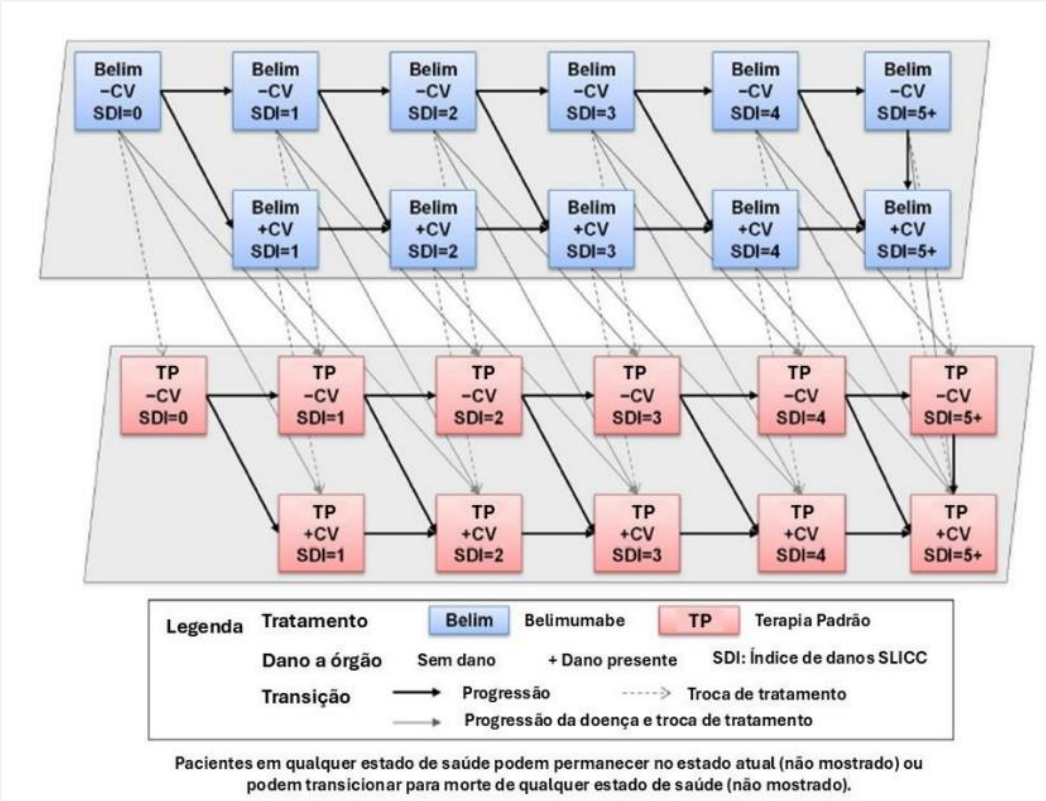 Belim
−CV
SDI=0
Belim
−CV
SDI=1
Belim
−CV
SDI=2
Belim
−CV
SDI=3
Belim
−CV
SDI=4
Belim
−CV
SDI=5+
Belim
+CV
SDI=1
Belim
+CV
SDI=2
Belim
+CV
SDI=3
Belim
+CV
SDI=4
Belim
+CV
SDI=5+
TP
−CV
SDI=0
TP
−CV
SDI=1
TP
−CV
SDI=2
TP
−CV
SDI=3
TP
−CV
SDI=4
TP
−CV
SDI=5+
TP
+CV
SDI=1
TP
+CV
SDI=2
TP
+CV
SDI=3
TP
+CV
SDI=4
TP
+CV
SDI=5+
Legenda Tratamento Belim Belimumabe TP Terapia Padrão
Dano a órgão Sem dano + Dano presente SDI: Índice de danos SLICC
Transição Progressão Troca de tratamento
Progressão da doença e troca de tratamento
Pacientes em qualquer estado de saúde podem permanecer no estado atual (não mostrado) ou
podem transicionar para morte de qualquer estado de saúde (não mostrado).